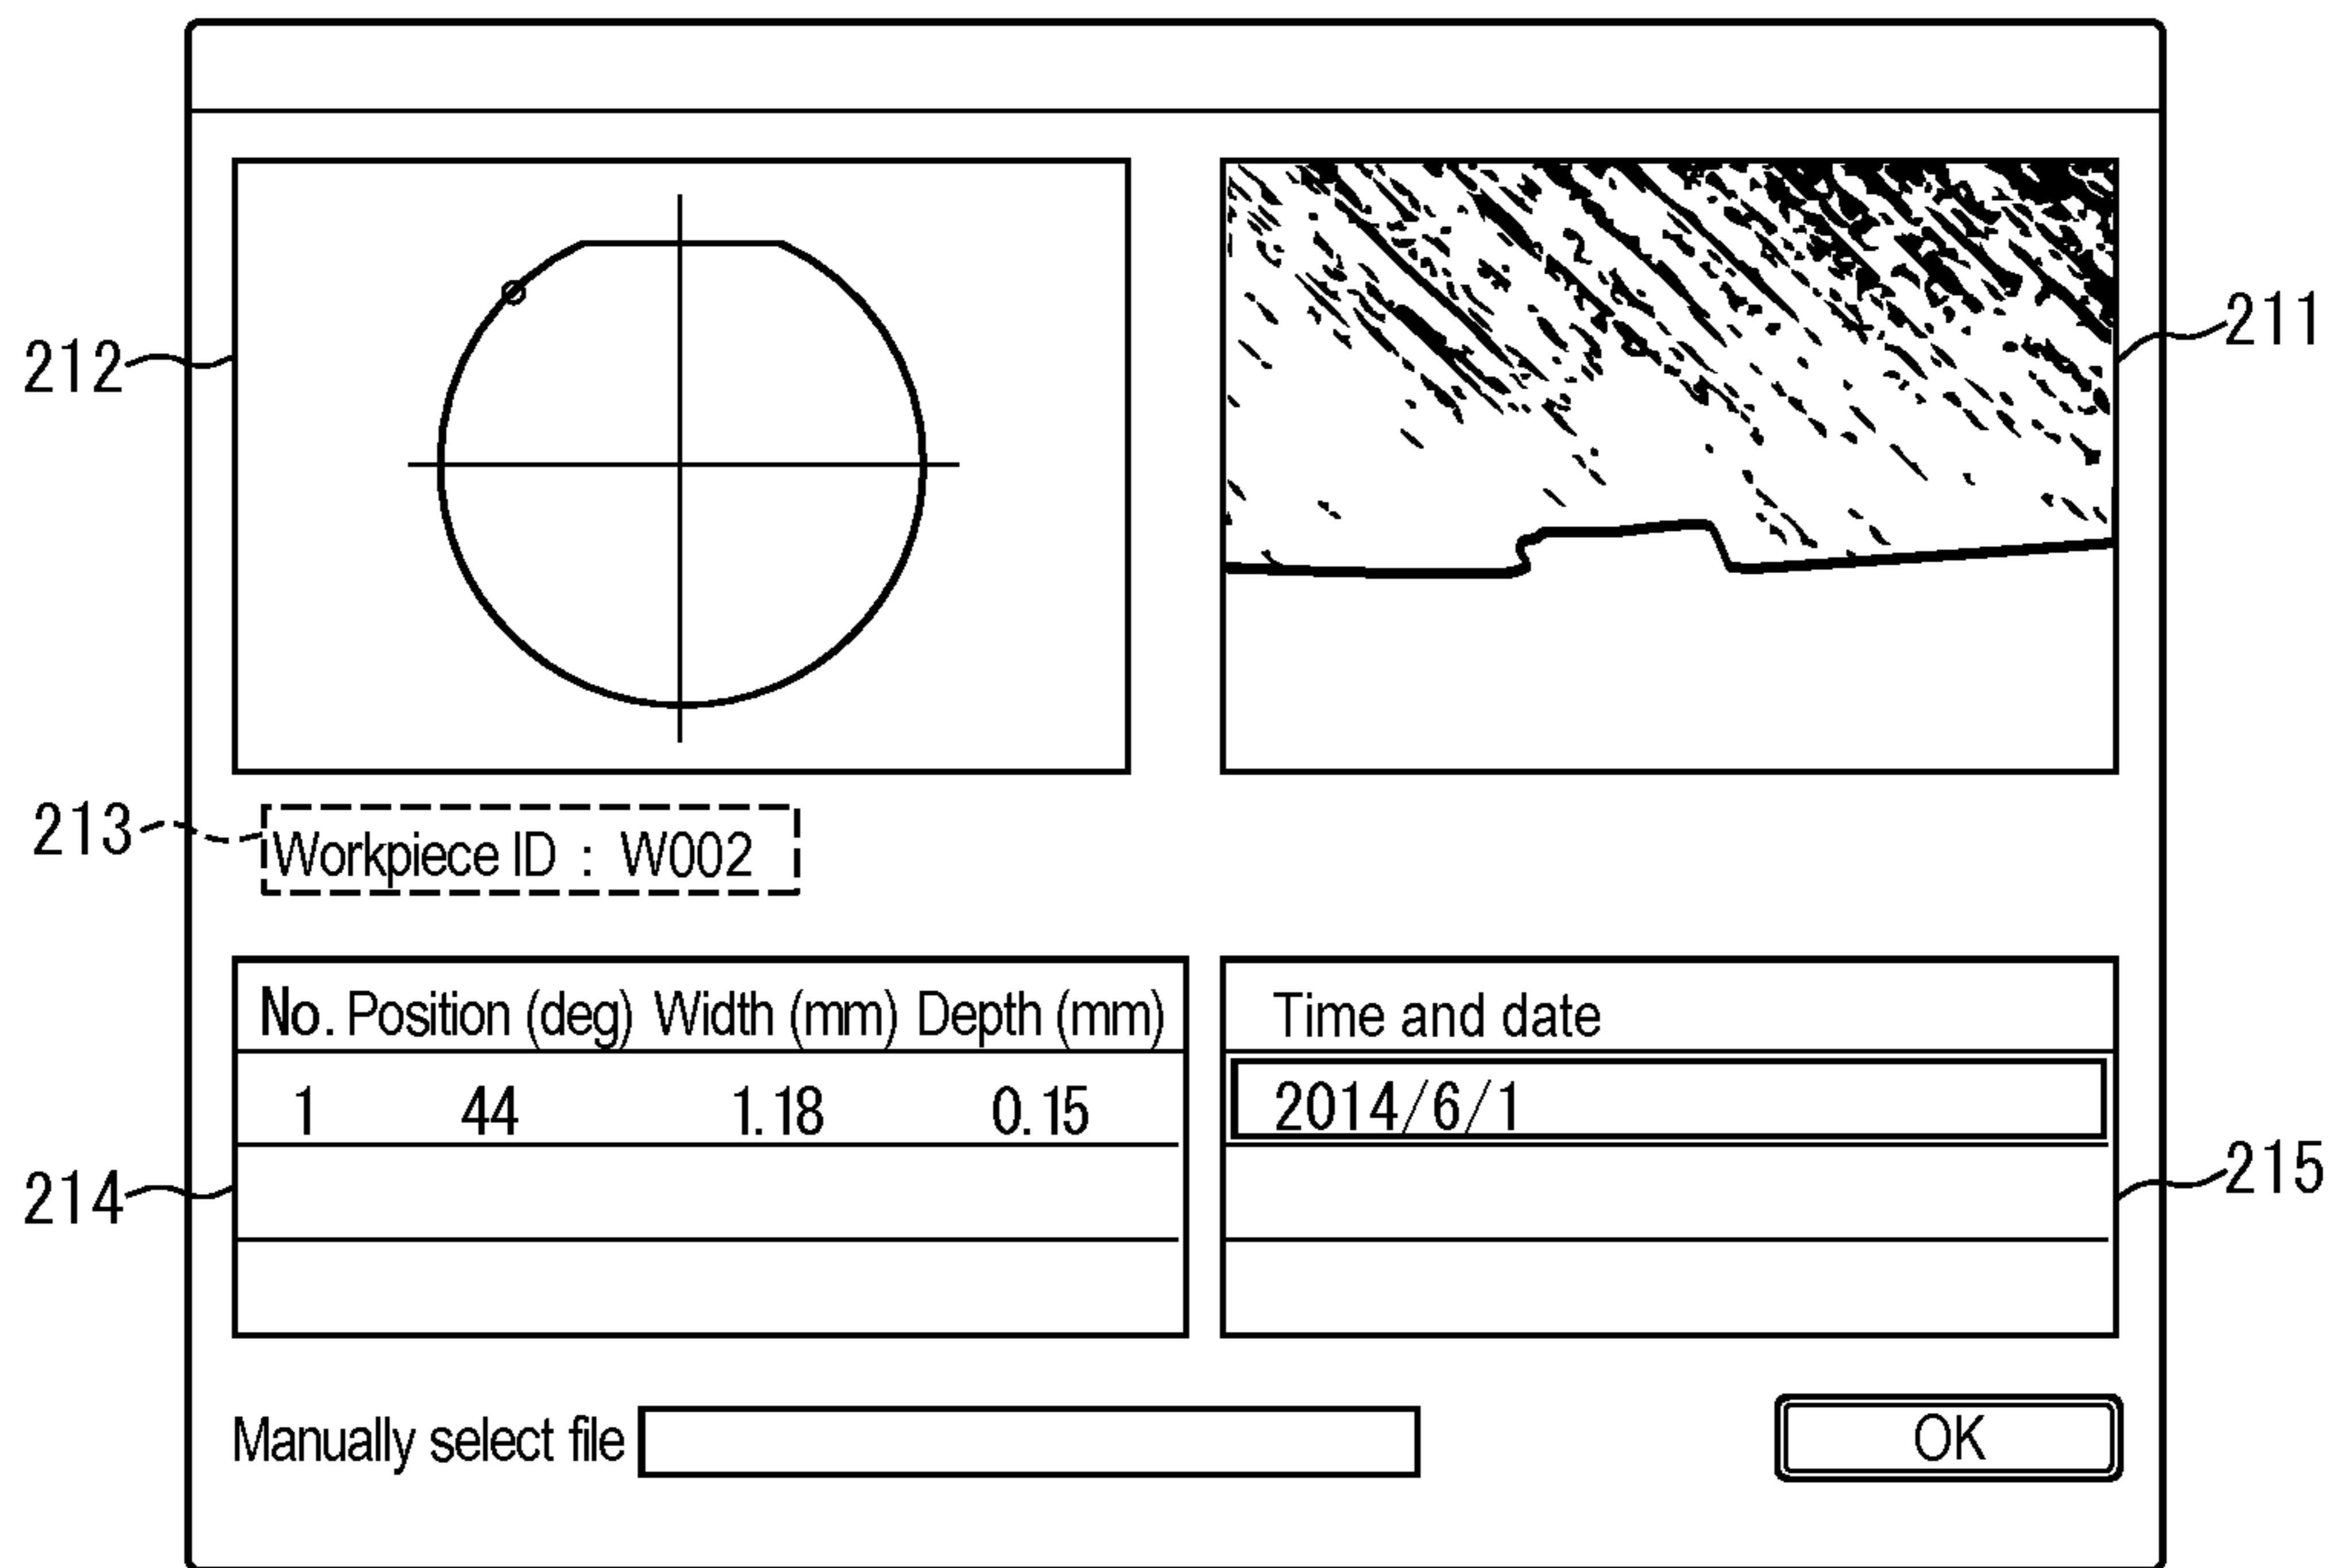 212
211
213
Workpiece ID : W002
No. Position (deg) Width (mm) Depth (mm)
1 44 1.18 0.15
214
Time and date
2014/6/1
215
Manually select file
OK